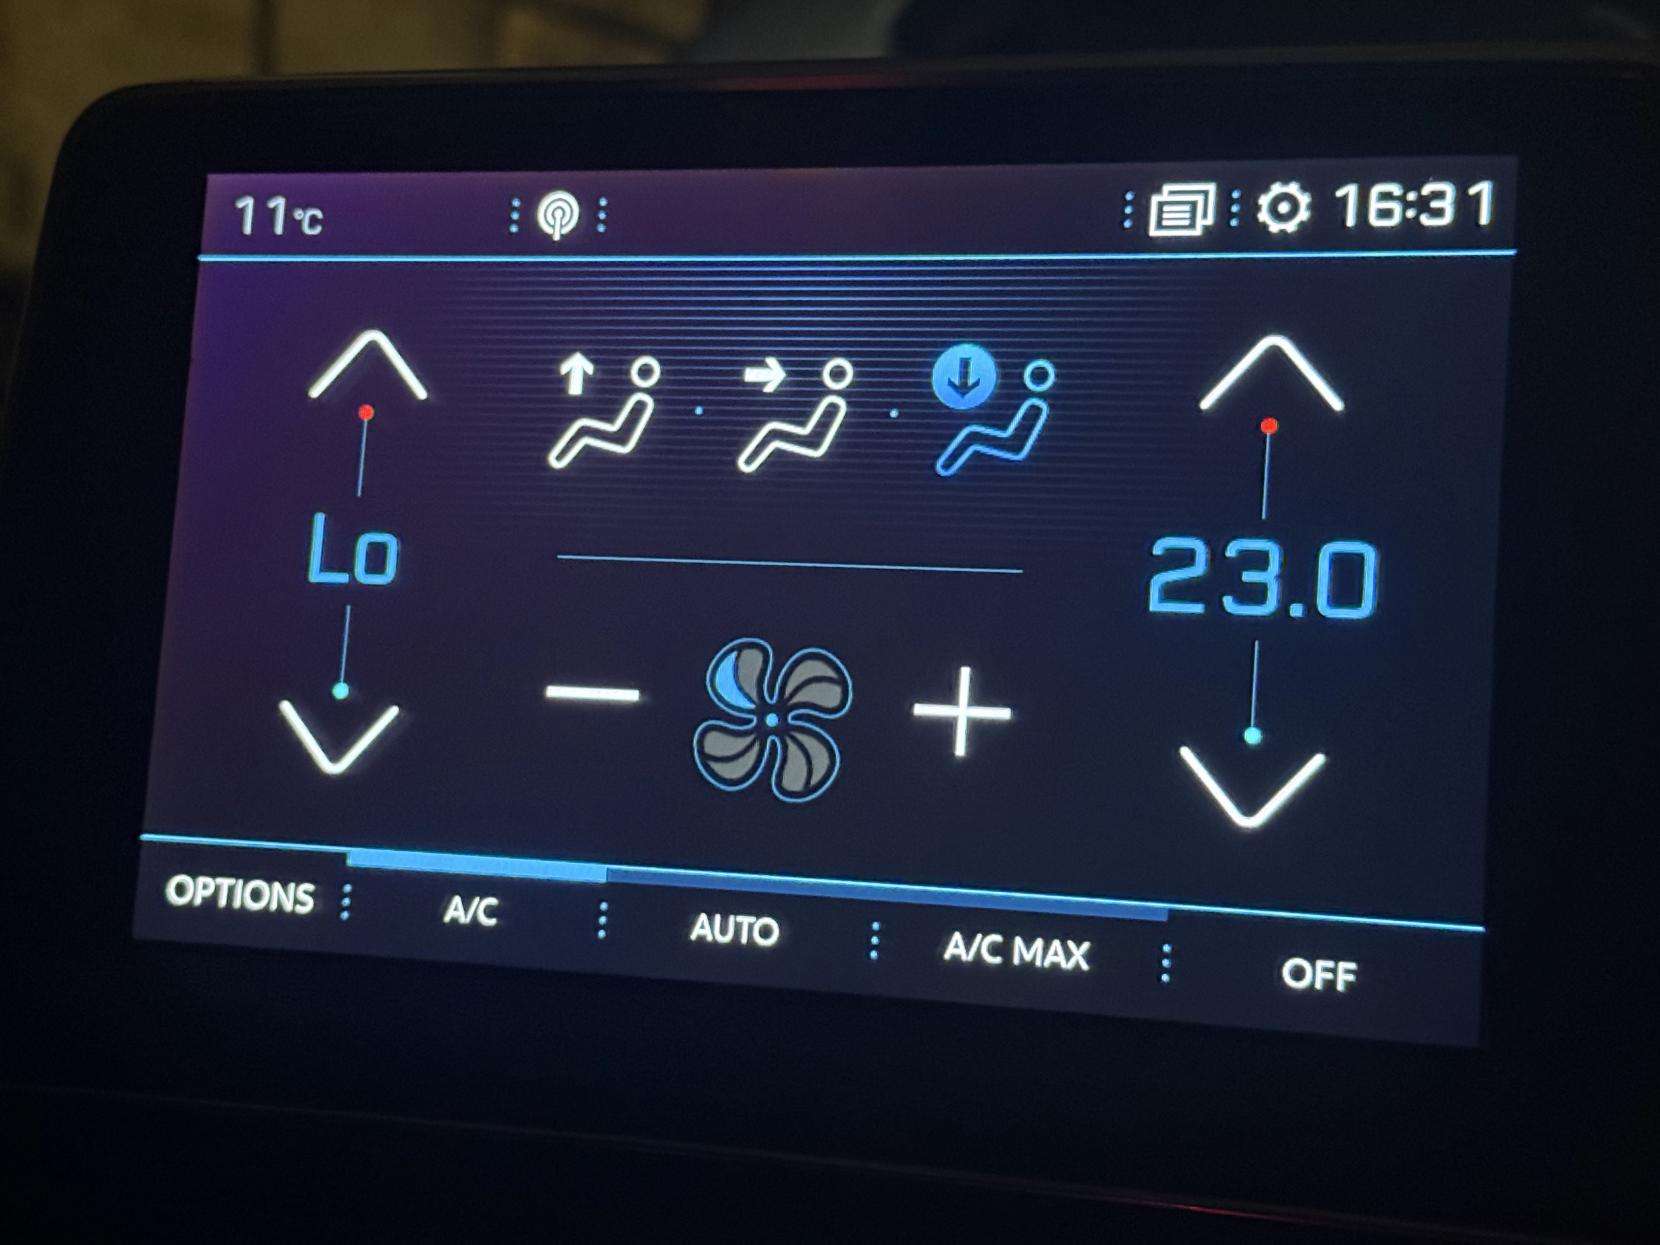 11°C 16:31
Lo 23.0
OPTIONS A/C AUTO A/C MAX OFF